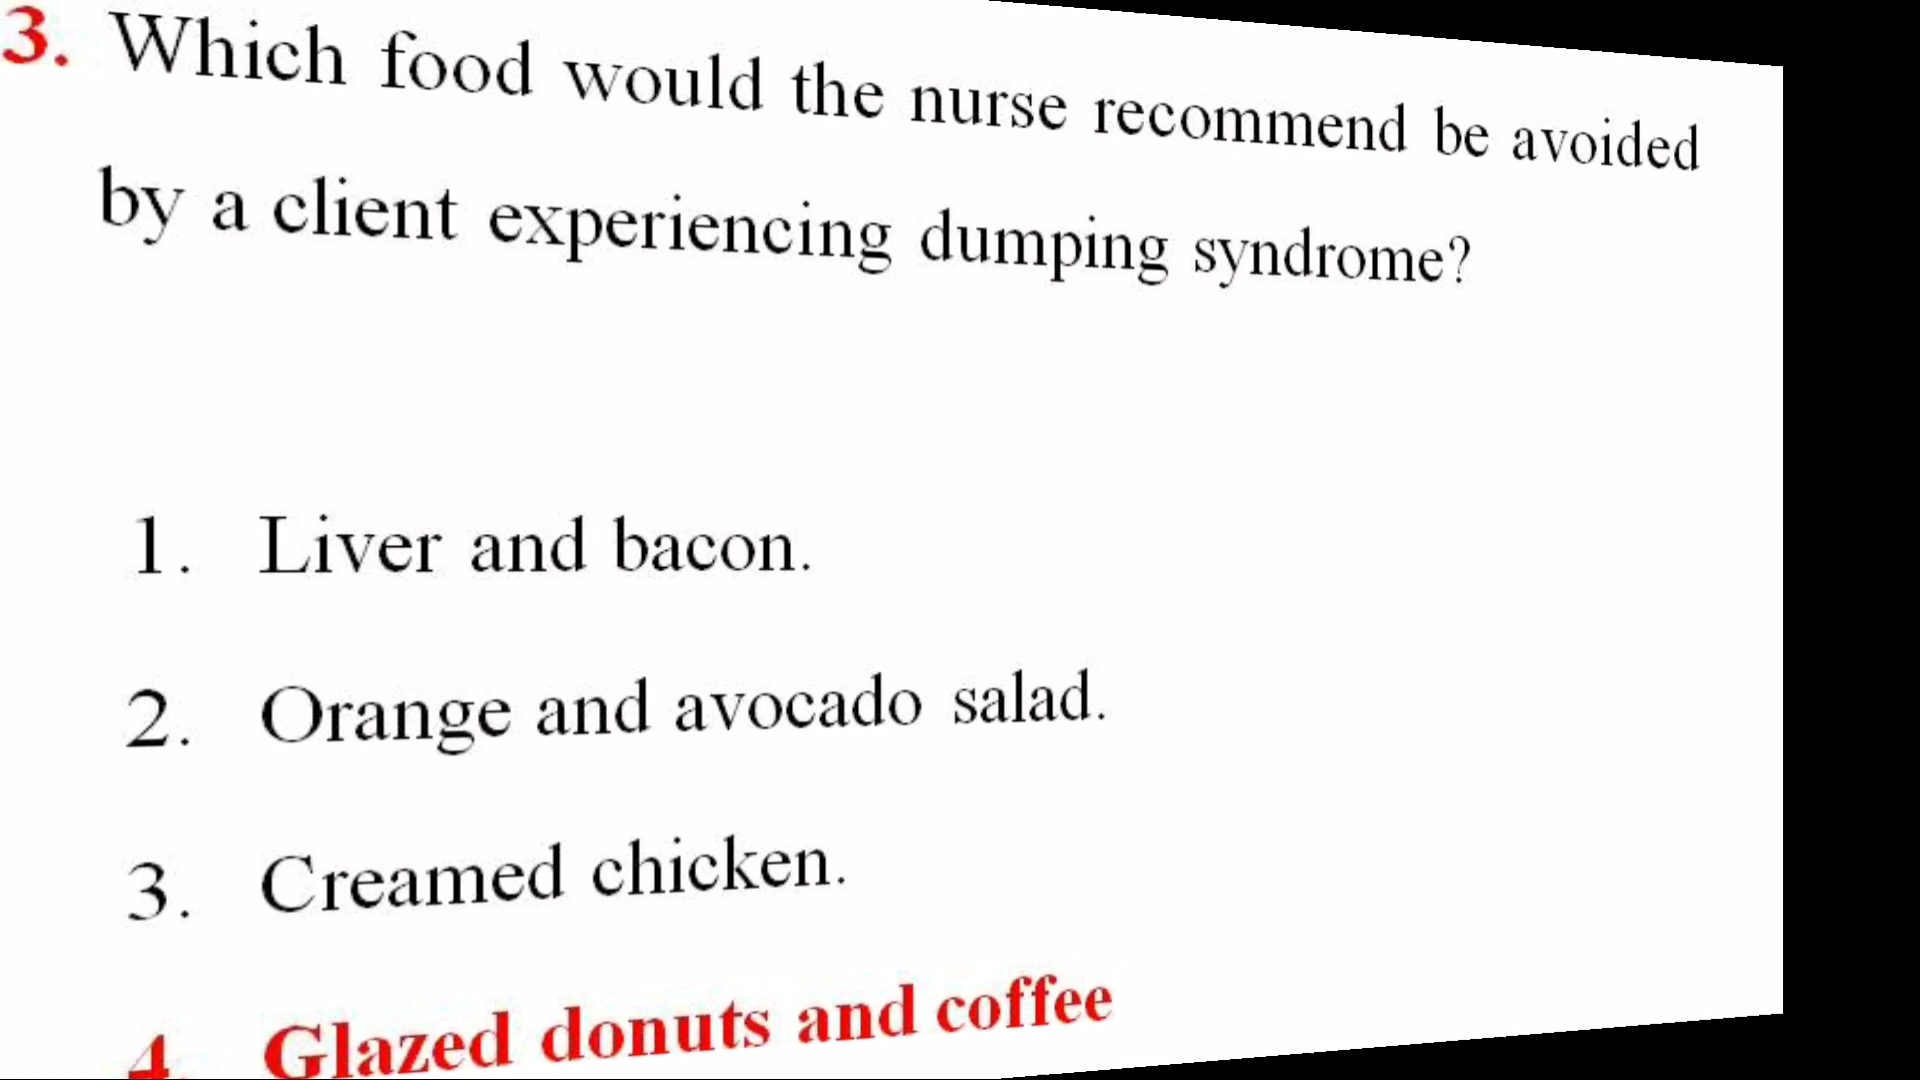 3. Which food would the nurse recommend be avoided
by a client experiencing dumping syndrome?
1. Liver and bacon.
2. Orange and avocado salad.
3. Creamed chicken.
4. Glazed donuts and coffee